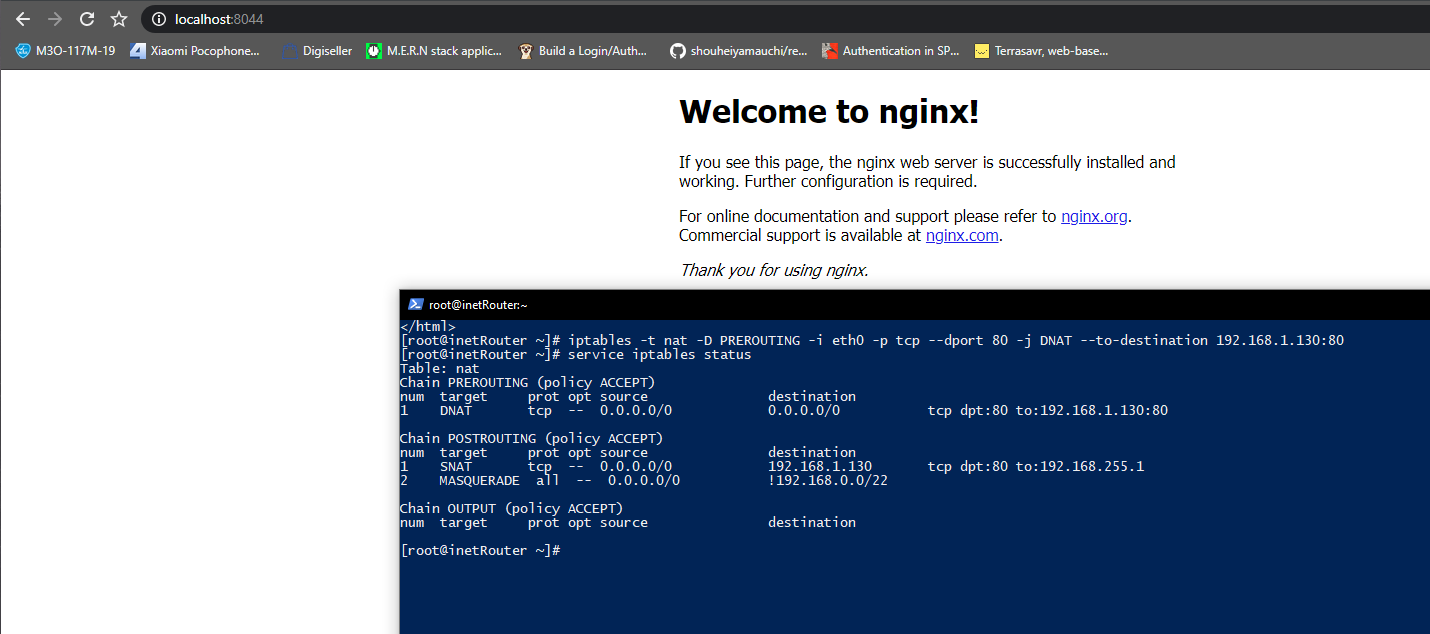 localhost:8044
M3O-117M-19 Xiaomi Pocophone... Digiseller M.E.R.N stack applic... Build a Login/Auth... shouheiyamauchi/re... Authentication in SP... Terrasavr, web-base...
Welcome to nginx!
If you see this page, the nginx web server is successfully installed and
working. Further configuration is required.
For online documentation and support please refer to nginx.org.
Commercial support is available at nginx.com.
Thank you for using nginx.
root@inetRouter:~
</html>
[root@inetRouter ~]# iptables -t nat -D PREROUTING -i eth0 -p tcp --dport 80 -j DNAT --to-destination 192.168.1.130:80
[root@inetRouter ~]# service iptables status
Table: nat
Chain PREROUTING (policy ACCEPT)
num  target     prot opt source               destination
1    DNAT       tcp  --  0.0.0.0/0            0.0.0.0/0           tcp dpt:80 to:192.168.1.130:80
Chain POSTROUTING (policy ACCEPT)
num  target     prot opt source               destination
1    SNAT       tcp  --  0.0.0.0/0            192.168.1.130       tcp dpt:80 to:192.168.255.1
2    MASQUERADE  all  --  0.0.0.0/0           !192.168.0.0/22
Chain OUTPUT (policy ACCEPT)
num  target     prot opt source               destination
[root@inetRouter ~]#